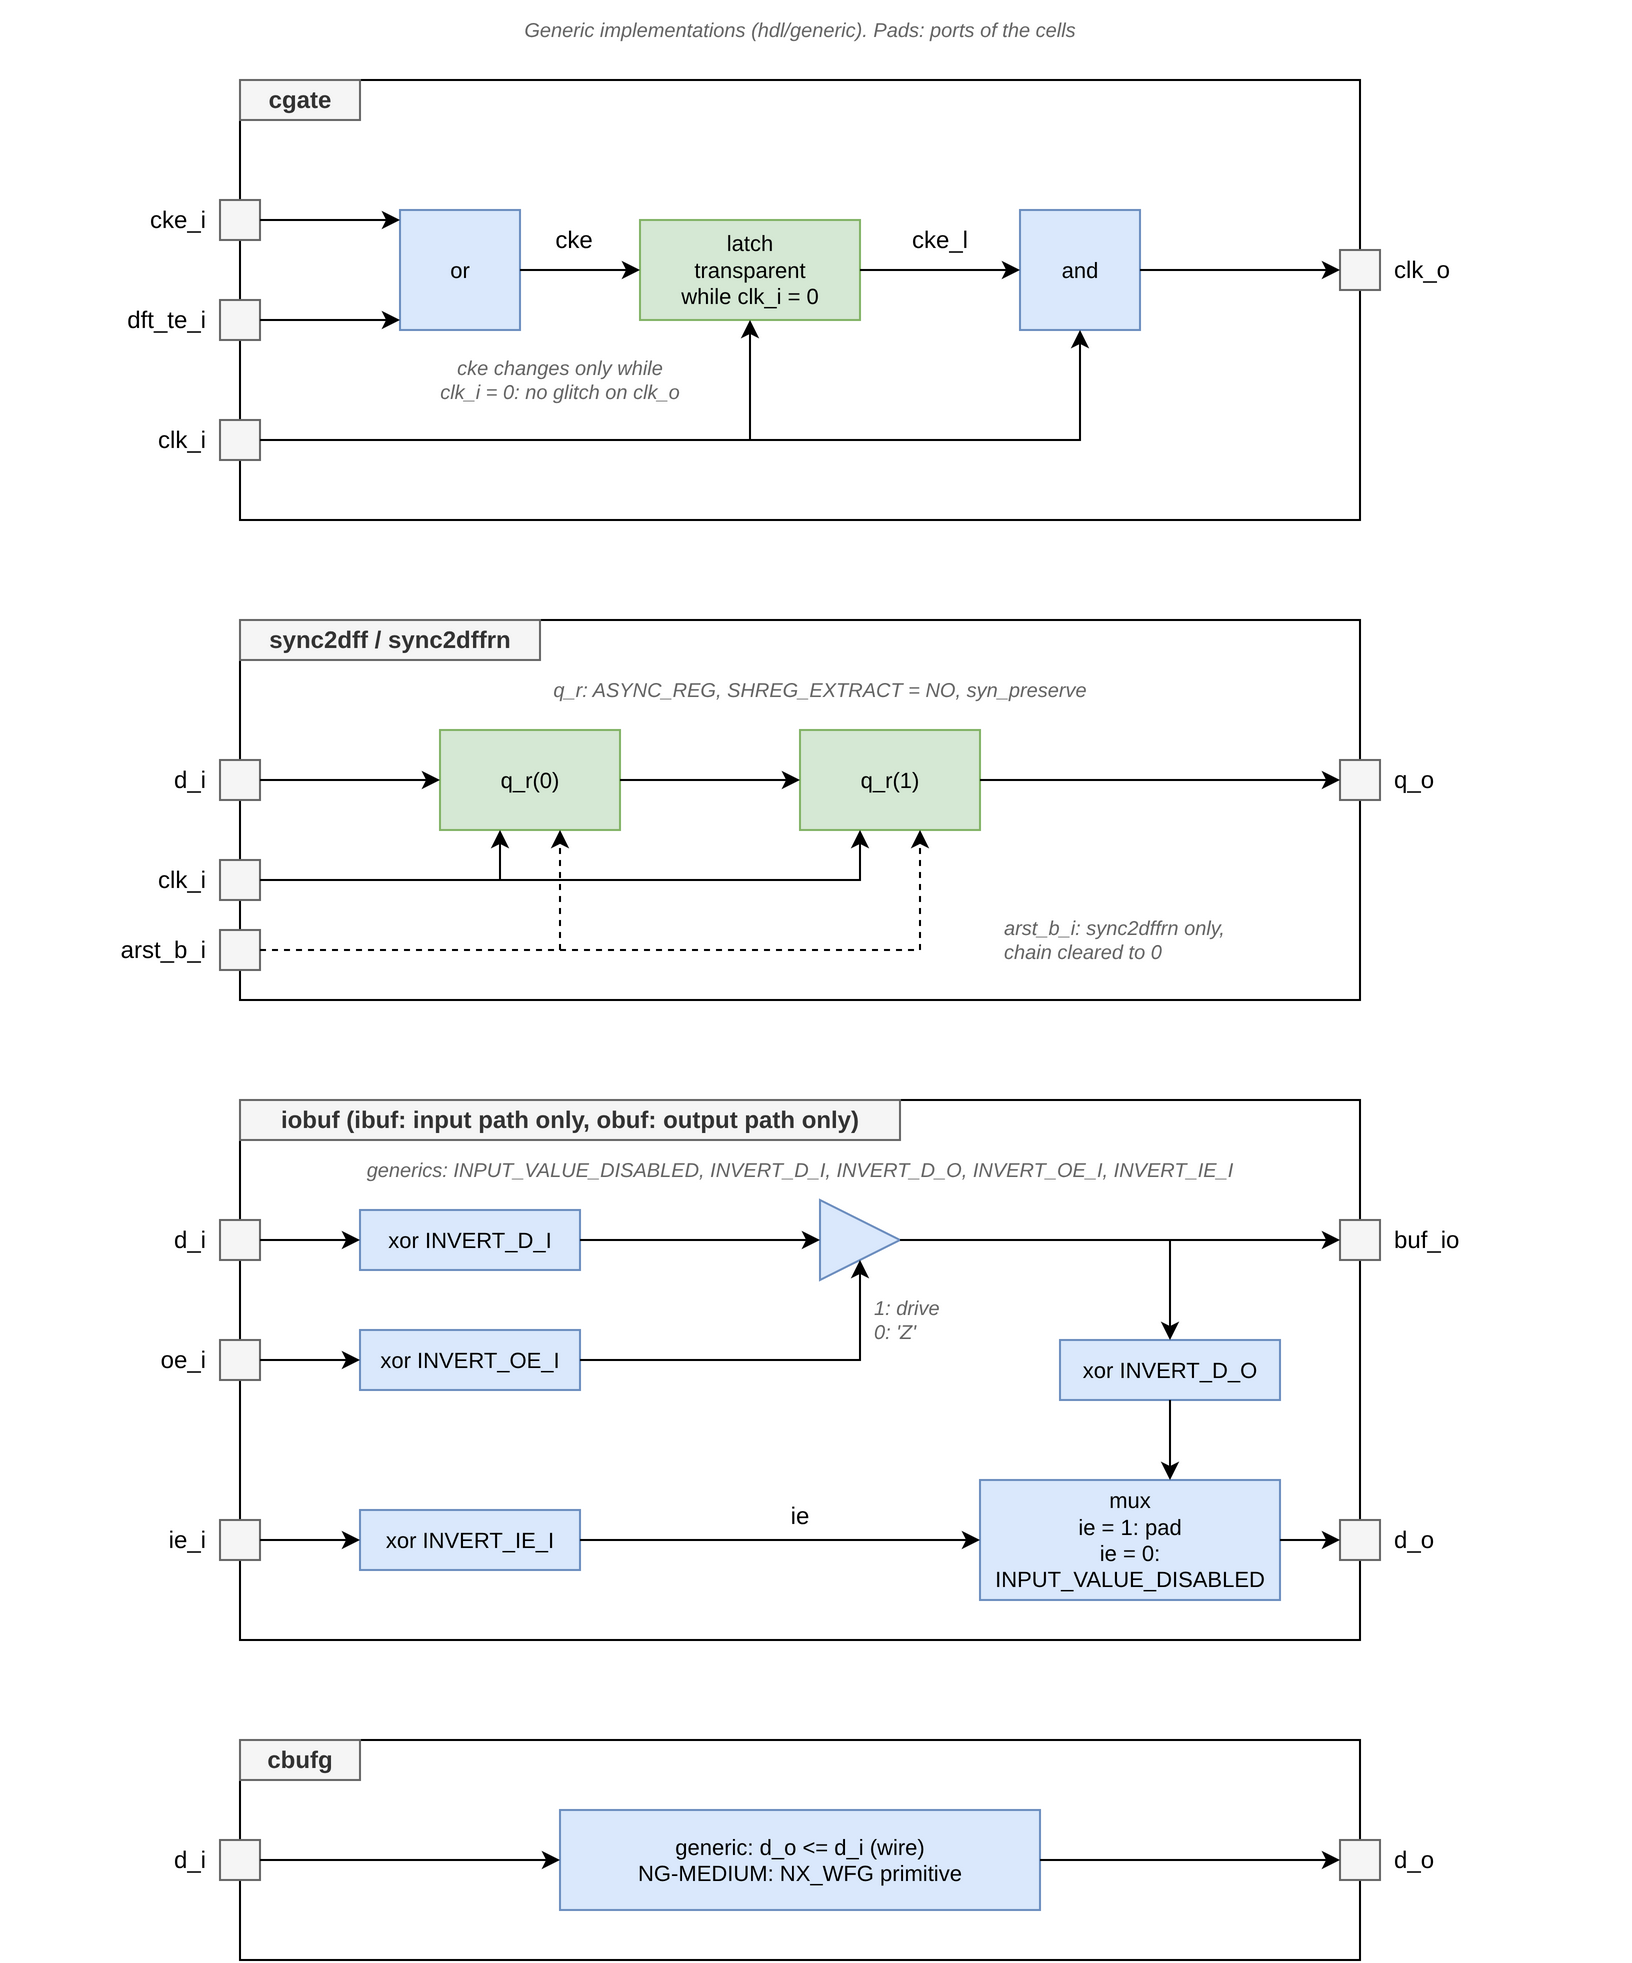 Generic implementations (hdl/generic). Pads: ports of the cells
cgate
cke_i
dft_te_i
clk_i
or
cke
latch
transparent
while clk_i = 0
cke_l
and
clk_o
cke changes only while
clk_i = 0: no glitch on clk_o
sync2dff / sync2dffrn
q_r: ASYNC_REG, SHREG_EXTRACT = NO, syn_preserve
d_i
q_r(0)
q_r(1)
q_o
clk_i
arst_b_i
arst_b_i: sync2dffrn only,
chain cleared to 0
iobuf (ibuf: input path only, obuf: output path only)
generics: INPUT_VALUE_DISABLED, INVERT_D_I, INVERT_D_O, INVERT_OE_I, INVERT_IE_I
d_i
xor INVERT_D_I
buf_io
1: drive
0: 'Z'
oe_i
xor INVERT_OE_I
xor INVERT_D_O
ie_i
xor INVERT_IE_I
ie
mux
ie = 1: pad
ie = 0:
INPUT_VALUE_DISABLED
d_o
cbufg
d_i
generic: d_o <= d_i (wire)
NG-MEDIUM: NX_WFG primitive
d_o